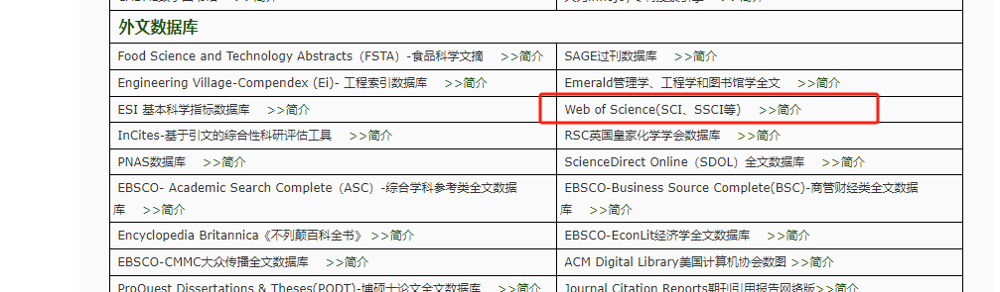 外文数据库
Food Science and Technology Abstracts（FSTA）-食品科学文摘 >>简介
SAGE过刊数据库 >>简介
Engineering Village-Compendex (Ei)- 工程索引数据库 >>简介
Emerald管理学、工程学和图书馆学全文 >>简介
ESI 基本科学指标数据库 >>简介
Web of Science(SCI、SSCI等) >>简介
InCites-基于引文的综合性科研评估工具 >>简介
RSC英国皇家化学学会数据库 >>简介
PNAS数据库 >>简介
ScienceDirect Online（SDOL）全文数据库 >>简介
EBSCO- Academic Search Complete（ASC）-综合学科参考类全文数据
库 >>简介
EBSCO-Business Source Complete(BSC)-商管财经类全文数据
库 >>简介
Encyclopedia Britannica《不列颠百科全书》 >>简介
EBSCO-EconLit经济学全文数据库 >>简介
EBSCO-CMMC大众传播全文数据库 >>简介
ACM Digital Library美国计算机协会数图 >>简介
ProQuest Dissertations & Theses(PQDT)-博硕士论文全文数据库 >>简介
Journal Citation Reports期刊引用报告网络版>>简介